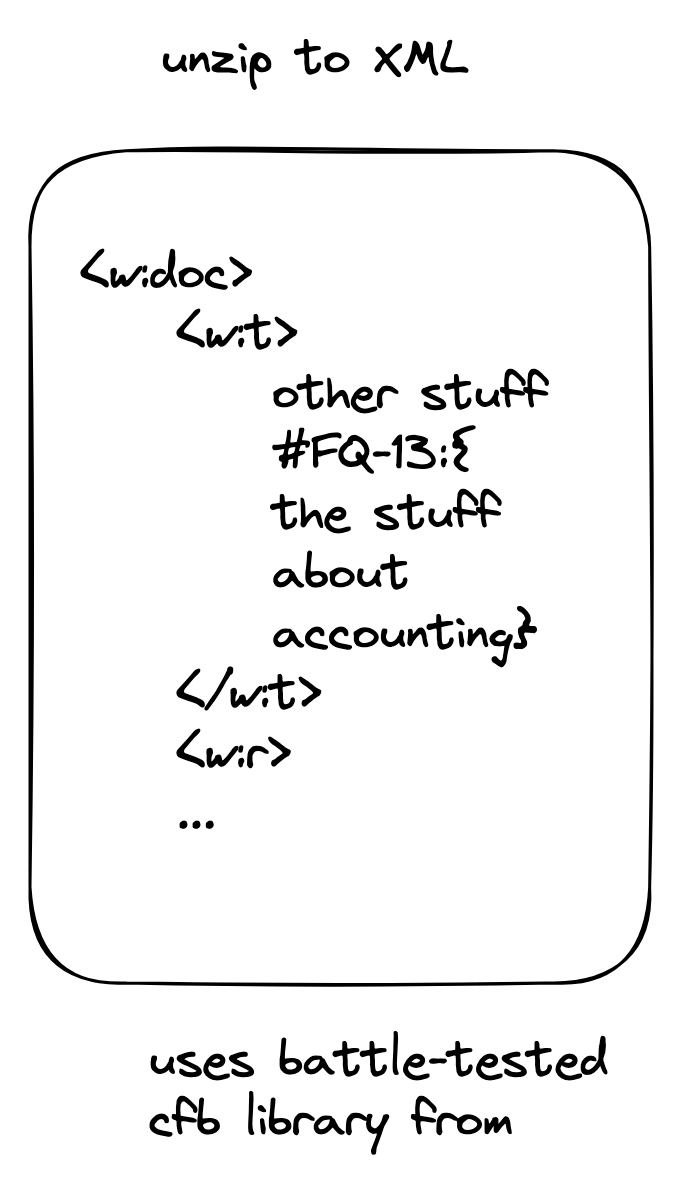 unzip to XML
<w:doc>
<w:t>
other stuff
#FQ-13:{
the stuff
about
accounting}
</w:t>
<w:r>
...
uses battle-tested
cfb library from